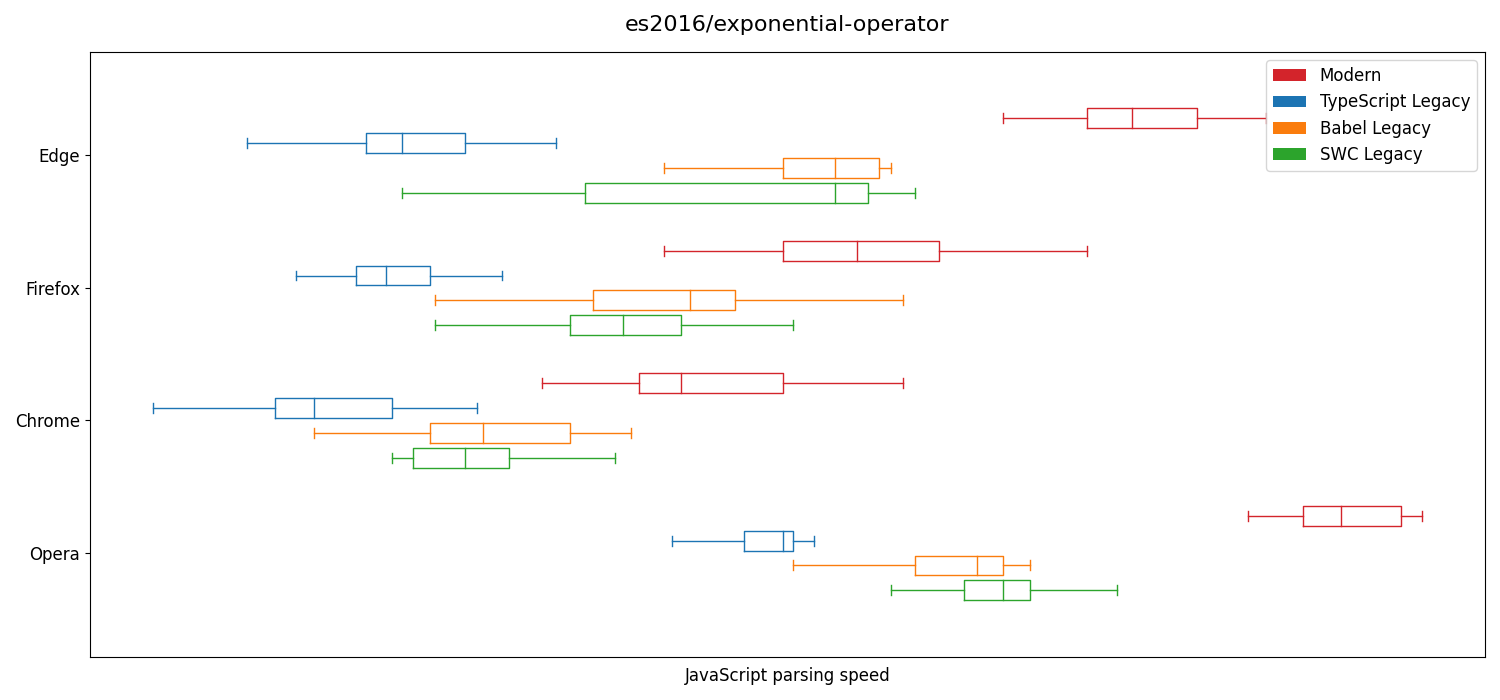 es2016/exponential-operator
Modern
TypeScript Legacy
Babel Legacy
SWC Legacy
Edge
Firefox
Chrome
Opera
JavaScript parsing speed